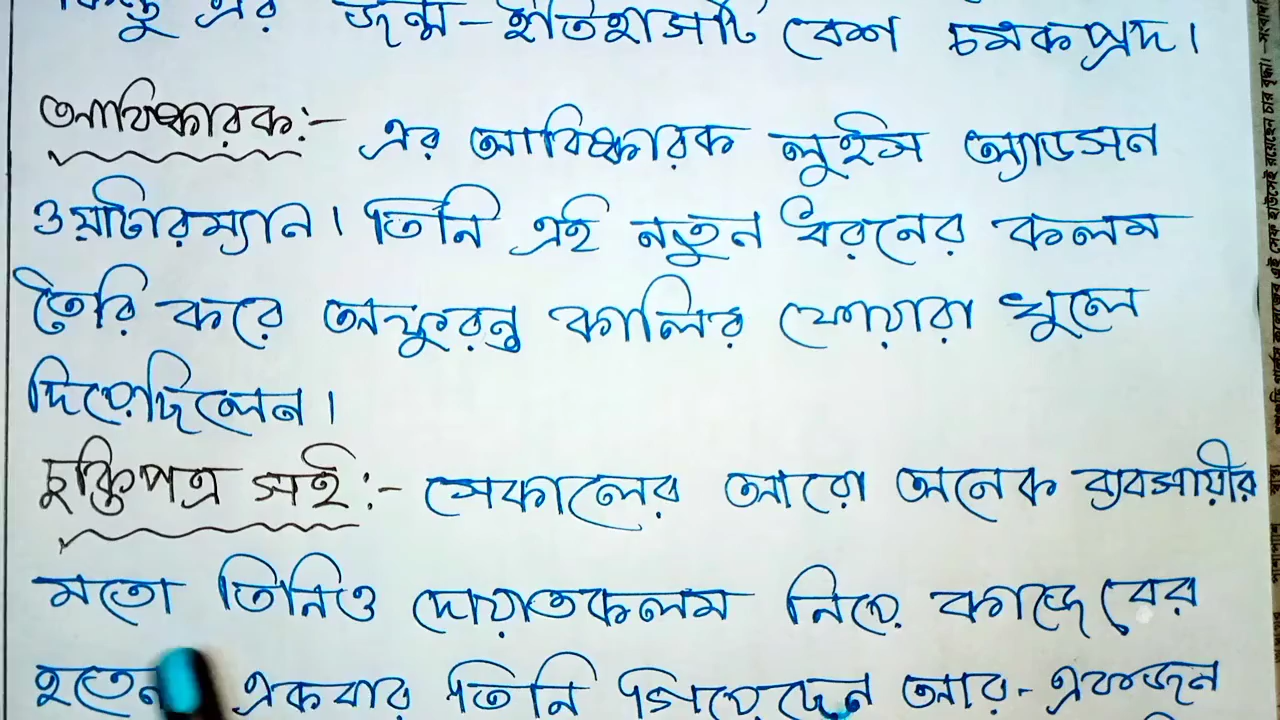 কিন্তু এর জন্ম-ইতিহাসটি বেশ চমকপ্রদ।
আবিষ্কারক:- এর আবিষ্কারক লুইস অ্যাডসন
ওয়াটারম্যান। তিনি এই নতুন ধরনের কলম
তৈরি করে অফুরন্ত কালির ফোয়ারা খুলে
দিয়েছিলেন।
চুক্তিপত্র সই:- সেকালের আরো অনেক ব্যবসায়ীর
মতো তিনিও দোয়াতকলম নিয়ে কাজে বের
হতেন একবার তিনি গিয়েছেন আর-একজন